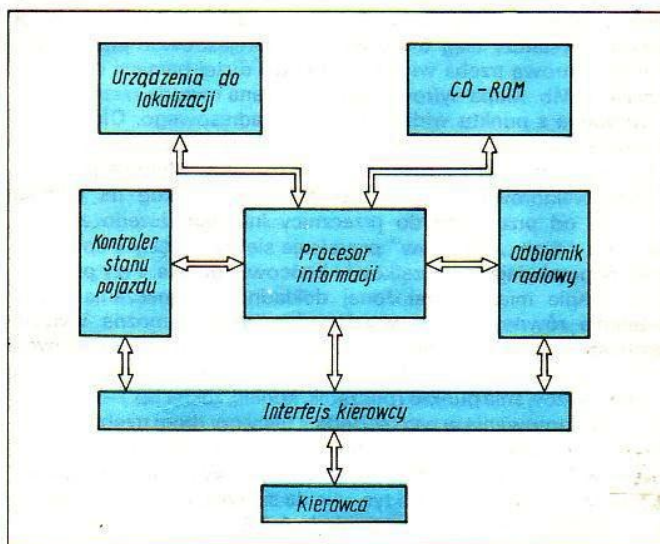 Urządzenia do
lokalizacji
CD-ROM
Kontroler
stanu
pojazdu
Procesor
informacji
Odbiornik
radiowy
Interfejs kierowcy
Kierowca